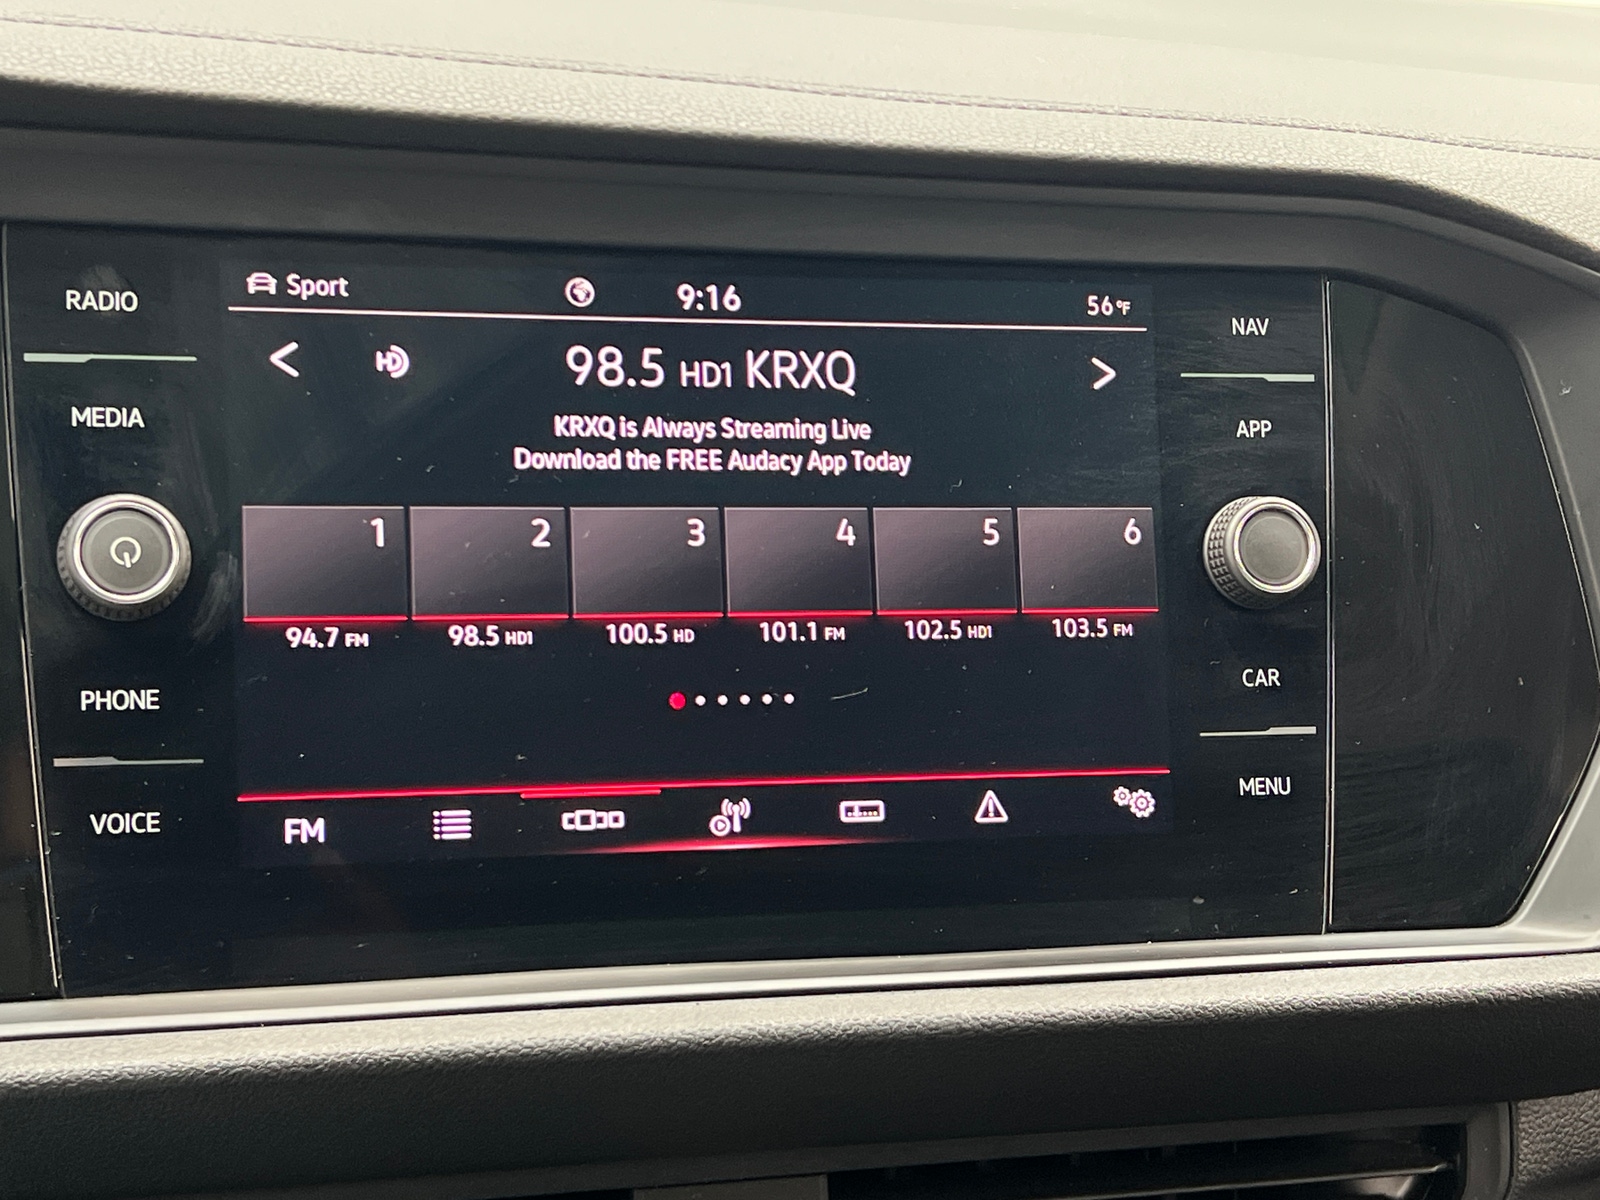 RADIO
MEDIA
PHONE
VOICE
Sport 9:16 56°F
< HD 98.5 HD1 KRXQ >
KRXQ is Always Streaming Live
Download the FREE Audacy App Today
1 2 3 4 5 6
94.7 FM 98.5 HD1 100.5 HD 101.1 FM 102.5 HD1 103.5 FM
FM
NAV
APP
CAR
MENU